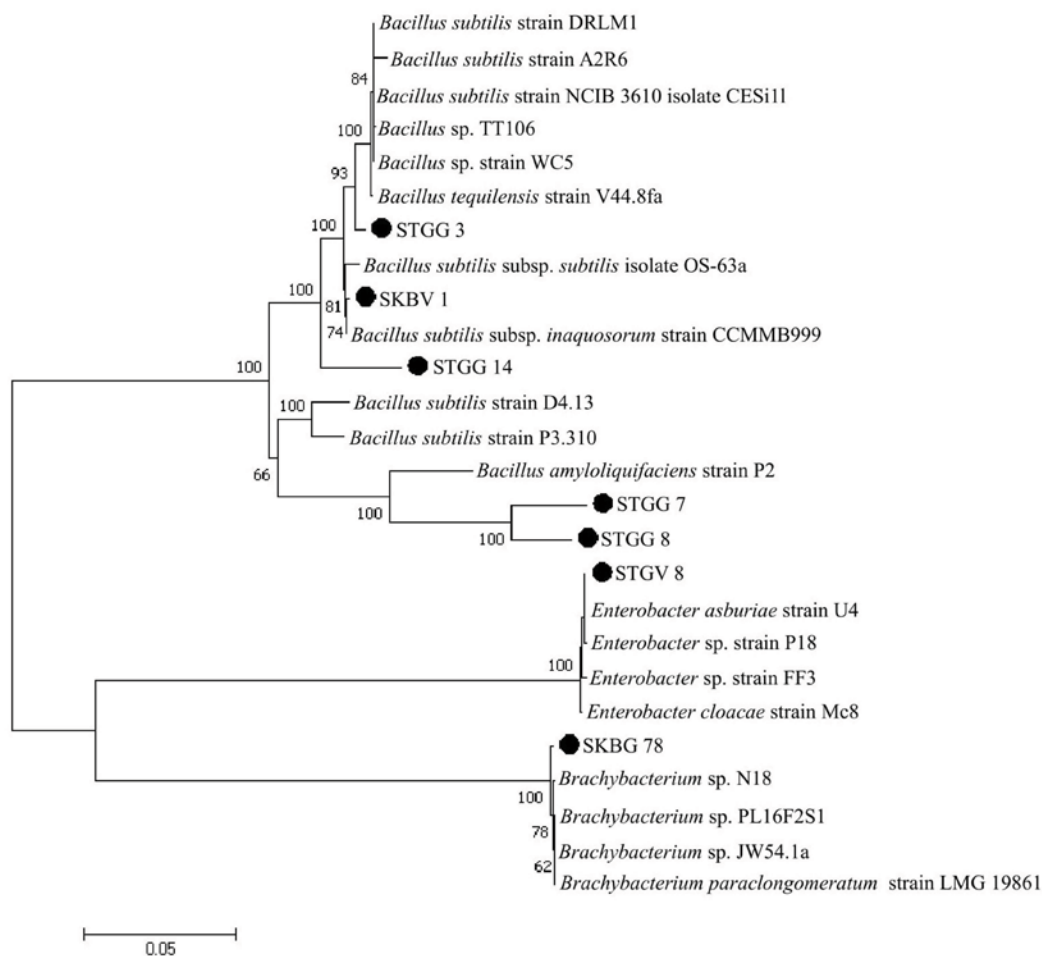 Bacillus subtilis strain DRLM1
Bacillus subtilis strain A2R6
84
Bacillus subtilis strain NCIB 3610 isolate CESi1l
100
Bacillus sp. TT106
Bacillus sp. strain WC5
93
Bacillus tequilensis strain V44.8fa
STGG 3
100
Bacillus subtilis subsp. subtilis isolate OS-63a
100
SKBV 1
81
74
Bacillus subtilis subsp. inaquosorum strain CCMMB999
STGG 14
100
Bacillus subtilis strain D4.13
100
Bacillus subtilis strain P3.310
66
Bacillus amyloliquifaciens strain P2
STGG 7
100
STGG 8
100
STGV 8
Enterobacter asburiae strain U4
Enterobacter sp. strain P18
100
Enterobacter sp. strain FF3
Enterobacter cloacae strain Mc8
SKBG 78
Brachybacterium sp. N18
100
Brachybacterium sp. PL16F2S1
78
Brachybacterium sp. JW54.1a
62
Brachybacterium paraclongomeratum strain LMG 19861
0.05